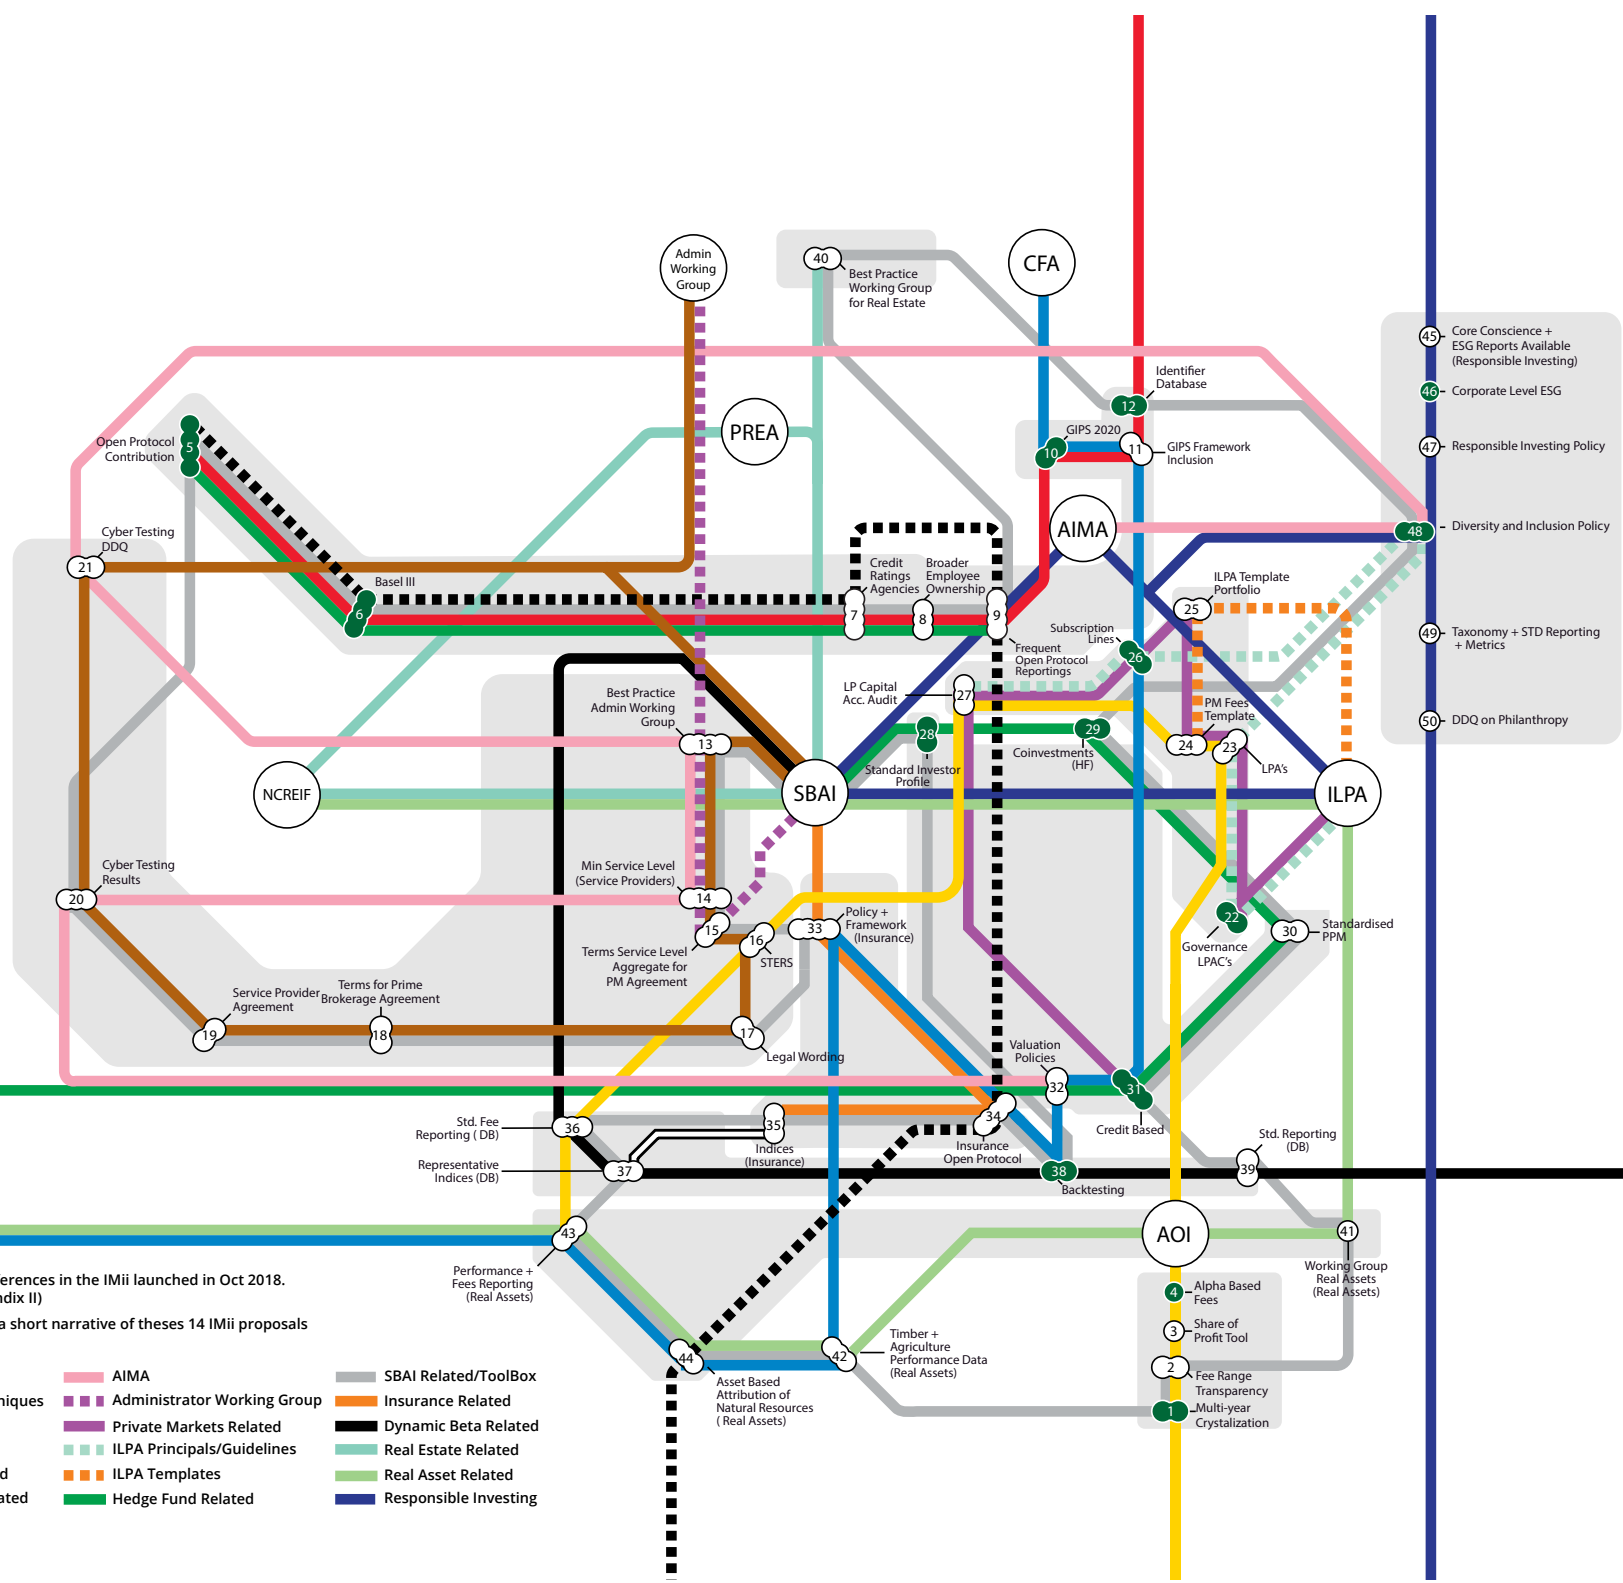 Admin
Working
Group
40
Best Practice
Working Group
for Real Estate
CFA
45
Core Conscience +
ESG Reports Available
(Responsible Investing)
Identifier
Database
12
46
Corporate Level ESG
PREA
GIPS 2020
10
11
GIPS Framework
Inclusion
47
Responsible Investing Policy
Open Protocol
Contribution
5
AIMA
48
Diversity and Inclusion Policy
Cyber Testing
DDQ
21
Basel III
6
Credit
Ratings
Agencies
7
Broader
Employee
Ownership
8
9
Frequent
Open Protocol
Reportings
ILPA Template
Portfolio
25
Subscription
Lines
26
49
Taxonomy + STD Reporting
+ Metrics
LP Capital
Acc. Audit
27
Best Practice
Admin Working
Group
13
28
Standard Investor
Profile
29
Coinvestments
(HF)
PM Fees
Template
24
23
LPA's
50
DDQ on Philanthropy
NCREIF
SBAI
ILPA
Cyber Testing
Results
20
Min Service Level
(Service Providers)
14
15
Terms Service Level
Aggregate for
PM Agreement
16
STERS
33
Policy +
Framework
(Insurance)
22
Governance
LPAC's
30
Standardised
PPM
Service Provider
Agreement
19
Terms for Prime
Brokerage Agreement
18
17
Legal Wording
Valuation
Policies
32
31
Credit Based
Std. Fee
Reporting ( DB)
36
35
Indices
(Insurance)
34
Insurance
Open Protocol
Std. Reporting
(DB)
39
Representative
Indices (DB)
37
38
Backtesting
43
Performance +
Fees Reporting
(Real Assets)
AOI
41
Working Group
Real Assets
(Real Assets)
4
Alpha Based
Fees
3
Share of
Profit Tool
2
Fee Range
Transparency
1
Multi-year
Crystalization
44
Asset Based
Attribution of
Natural Resources
( Real Assets)
42
Timber +
Agriculture
Performance Data
(Real Assets)
erences in the IMii launched in Oct 2018.
ndix II)
a short narrative of theses 14 IMii proposals
AIMA
SBAI Related/ToolBox
niques
Administrator Working Group
Insurance Related
Private Markets Related
Dynamic Beta Related
ILPA Principals/Guidelines
Real Estate Related
d
ILPA Templates
Real Asset Related
ated
Hedge Fund Related
Responsible Investing